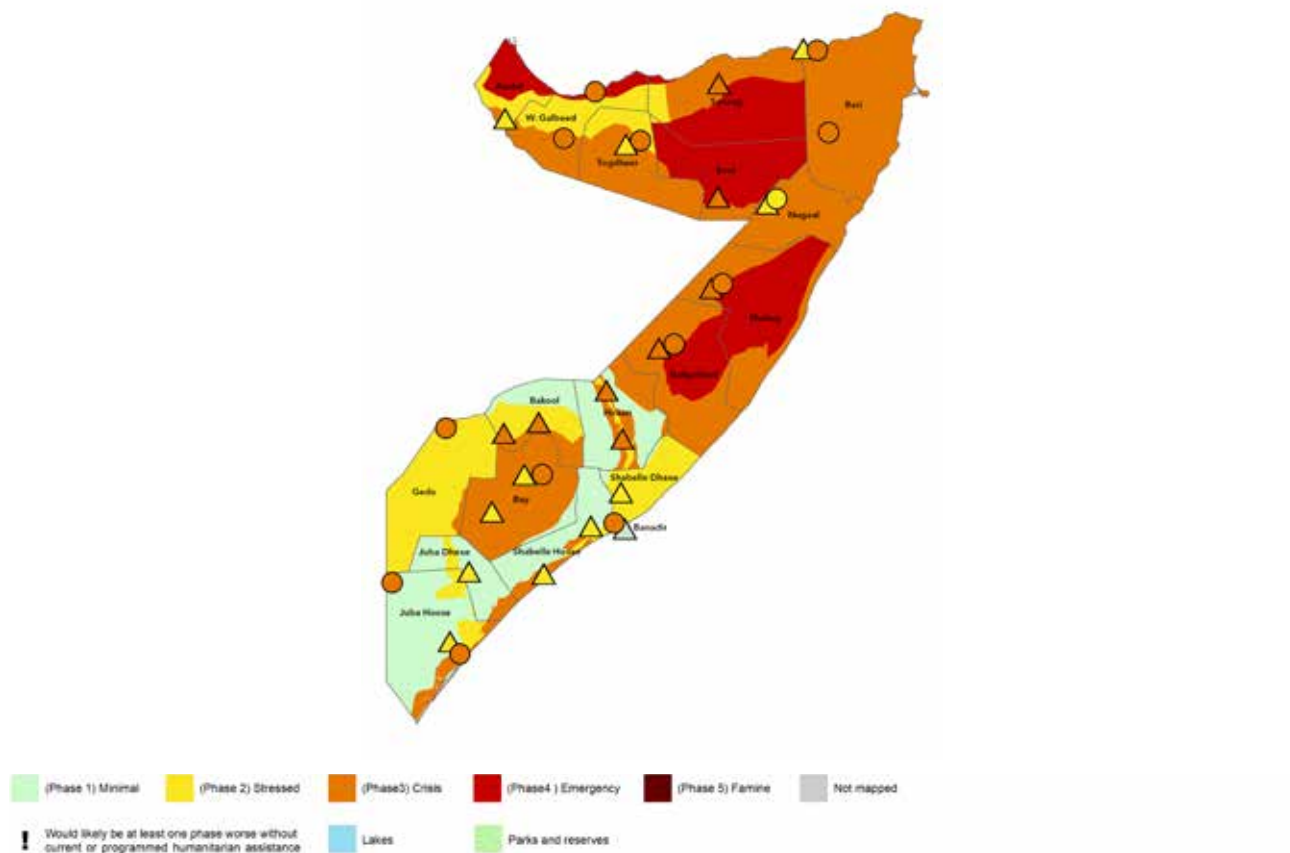 Awdal
Sanaag
Bari
W. Galbeed
Togdheer
Sool
Nugaal
Mudug
Galgaduud
Bakool
Hiraan
Gedo
Bay
Shabelle Dhexe
Banadir
Juba Dhexe
Shabelle Hoose
Juba Hoose
(Phase 1) Minimal (Phase 2) Stressed (Phase3) Crisis (Phase4 ) Emergency (Phase 5) Famine Not mapped
! Would likely be at least one phase worse without
current or programmed humanitarian assistance
Lakes Parks and reserves